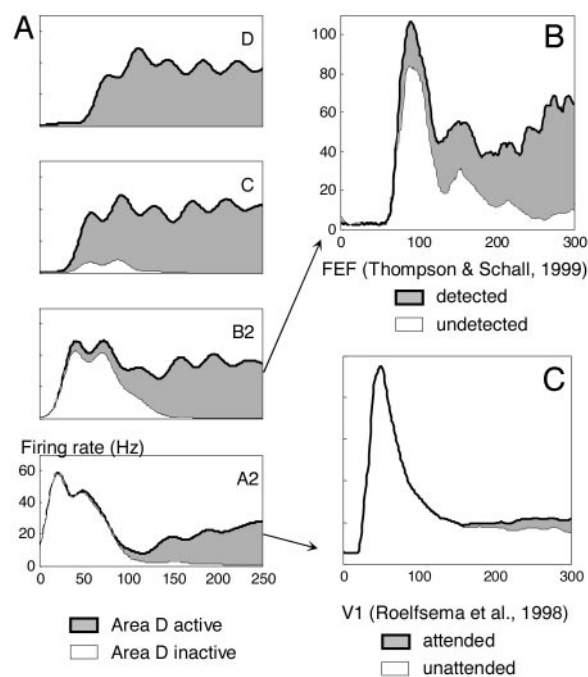 A
D
C
B2
Firing rate (Hz)
A2
60
40
20
0
0 50 100 150 200 250
Area D active
Area D inactive
B
100
80
60
40
20
0
0 100 200 300
FEF (Thompson & Schall, 1999)
detected
undetected
C
0 100 200 300
V1 (Roelfsema et al., 1998)
attended
unattended